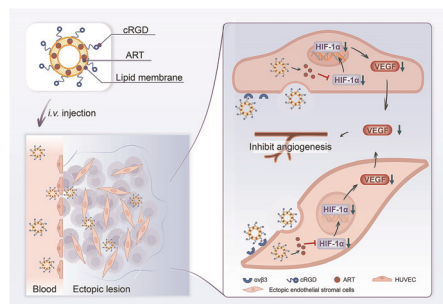 cRGD
ART
Lipid membrane
i.v. injection
Blood
Ectopic lesion
HIF-1α
HIF-1α
VEGF
VEGF
Inhibit angiogenesis
VEGF
HIF-1α
HIF-1α
αvβ3
cRGD
ART
HUVEC
Ectopic endothelial stromal cells